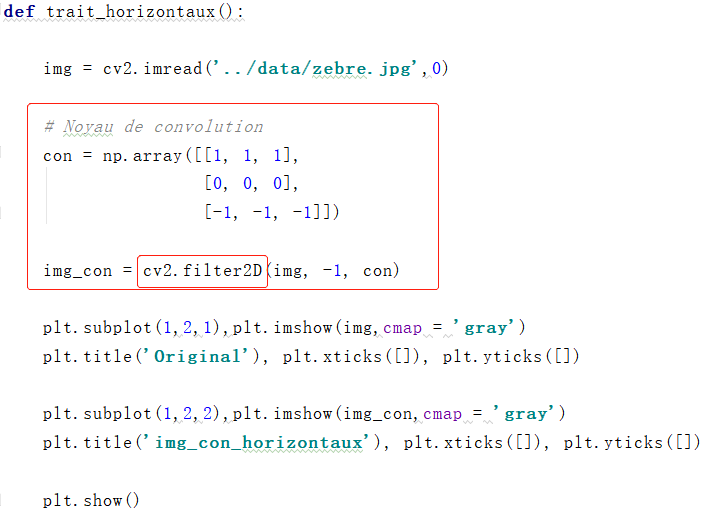 def trait_horizontaux():
img = cv2.imread('../data/zebre.jpg',0)
# Noyau de convolution
con = np.array([[1, 1, 1],
[0, 0, 0],
[-1, -1, -1]])
img_con = cv2.filter2D(img, -1, con)
plt.subplot(1,2,1),plt.imshow(img,cmap = 'gray')
plt.title('Original'), plt.xticks([]), plt.yticks([])
plt.subplot(1,2,2),plt.imshow(img_con,cmap = 'gray')
plt.title('img_con_horizontaux'), plt.xticks([]), plt.yticks([])
plt.show()